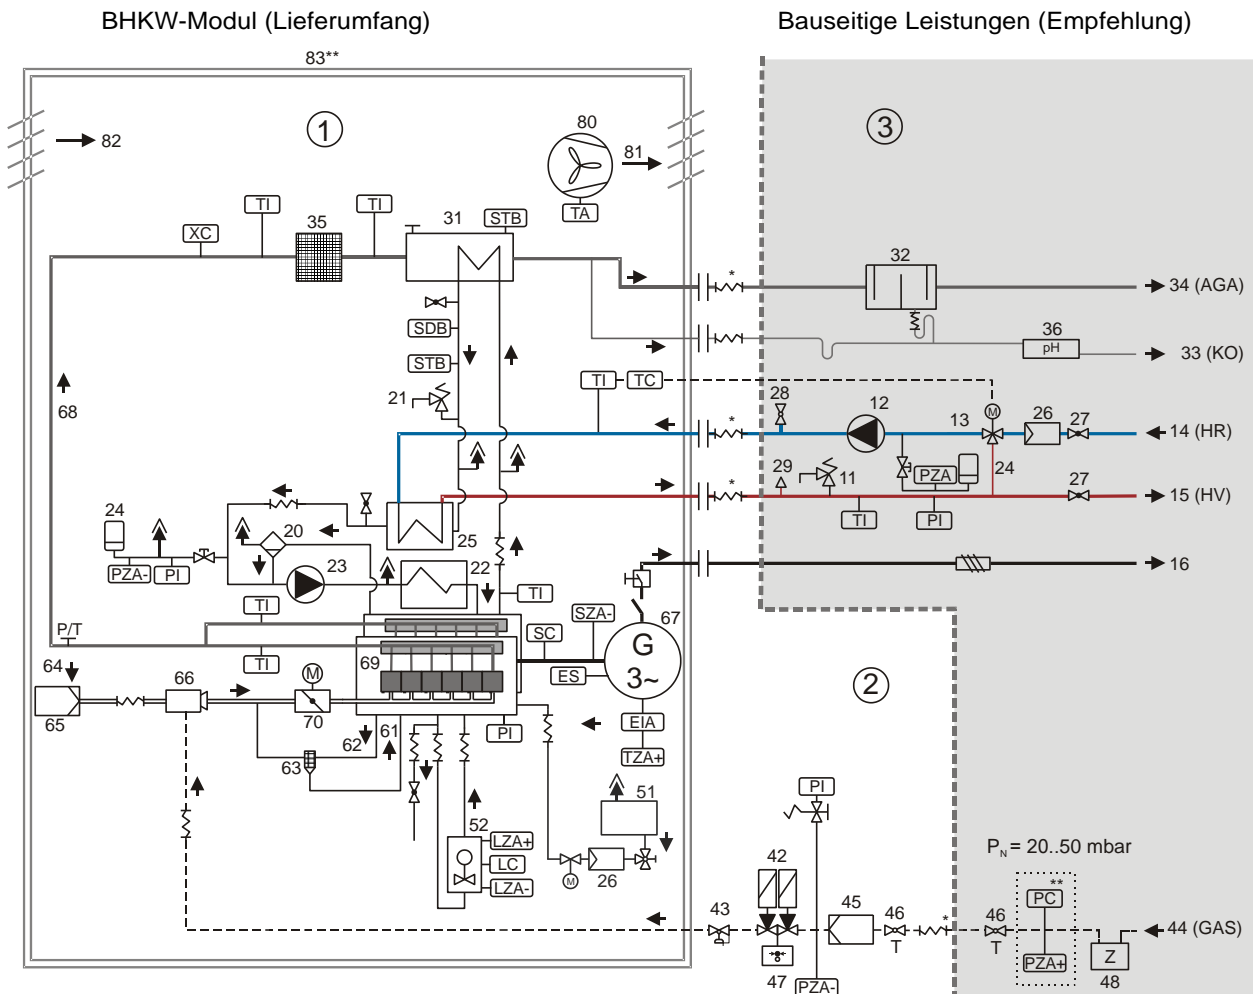 BHKW-Modul (Lieferumfang)
Bauseitige Leistungen (Empfehlung)
83**
1
80
3
82
81
TA
TI
35
TI
31
STB
XC
32
*
34 (AGA)
SDB
36
pH
33 (KO)
STB
TI
TC
68
21
28
12
M
13
26
27
14 (HR)
*
29
11
PZA
24
27
15 (HV)
*
TI
PI
24
20
25
16
PZA-
PI
23
22
TI
TI
SZA-
67
P/T
SC
G
3~
TI
69
ES
64
66
M
2
65
70
62
61
PI
EIA
63
TZA+
51
PI
52
LZA+
LC
LZA-
M
26
42
P_N = 20..50 mbar
**
PC
43
45
46
*
46
44 (GAS)
T
T
PZA+
Z
47
PZA-
48